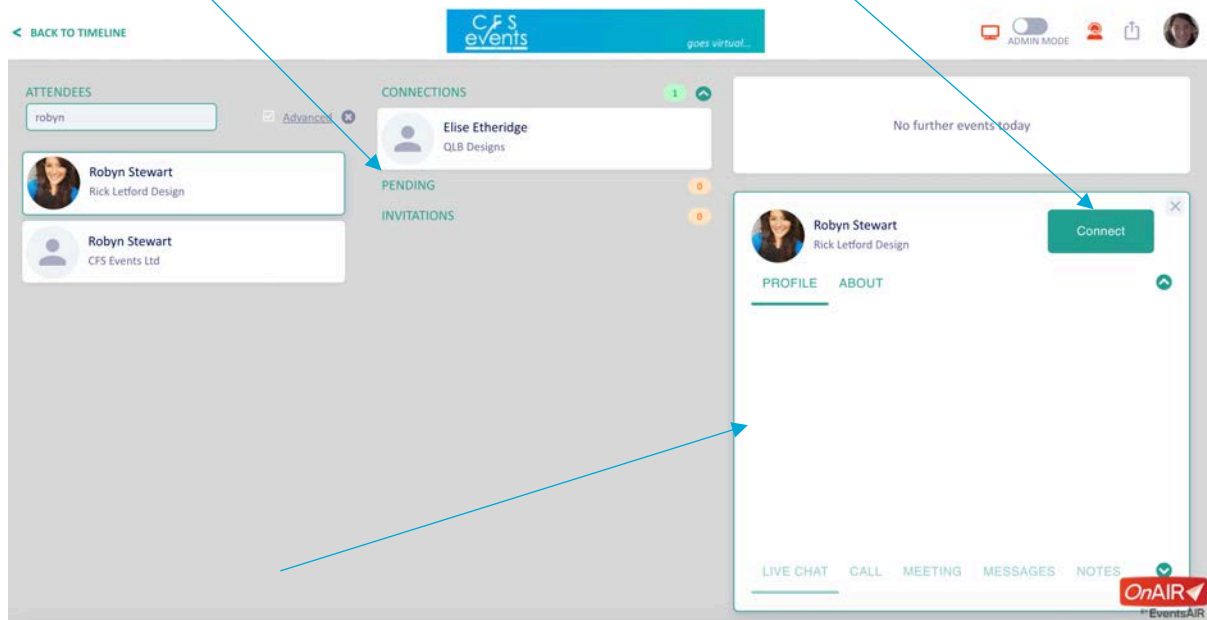 < BACK TO TIMELINE
CFS
events
goes virtual...
ADMIN MODE
ATTENDEES
robyn
Advanced
Robyn Stewart
Rick Letford Design
Robyn Stewart
CFS Events Ltd
CONNECTIONS
1
Elise Etheridge
QLB Designs
PENDING
0
INVITATIONS
0
No further events today
Robyn Stewart
Rick Letford Design
Connect
PROFILE ABOUT
LIVE CHAT CALL MEETING MESSAGES NOTES
OnAIR
BY EventsAIR